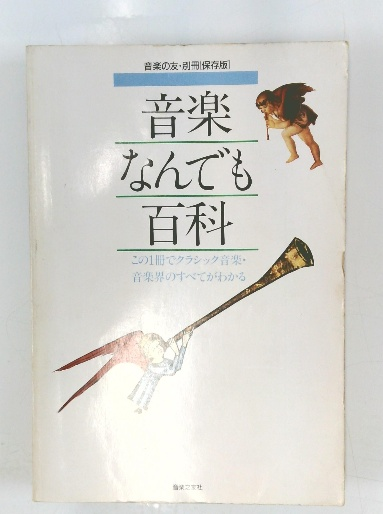 音楽の友・別冊[保存版]
音楽
なんでも
百科
この1冊でクラシック音楽・
音楽界のすべてがわかる
音楽之友社